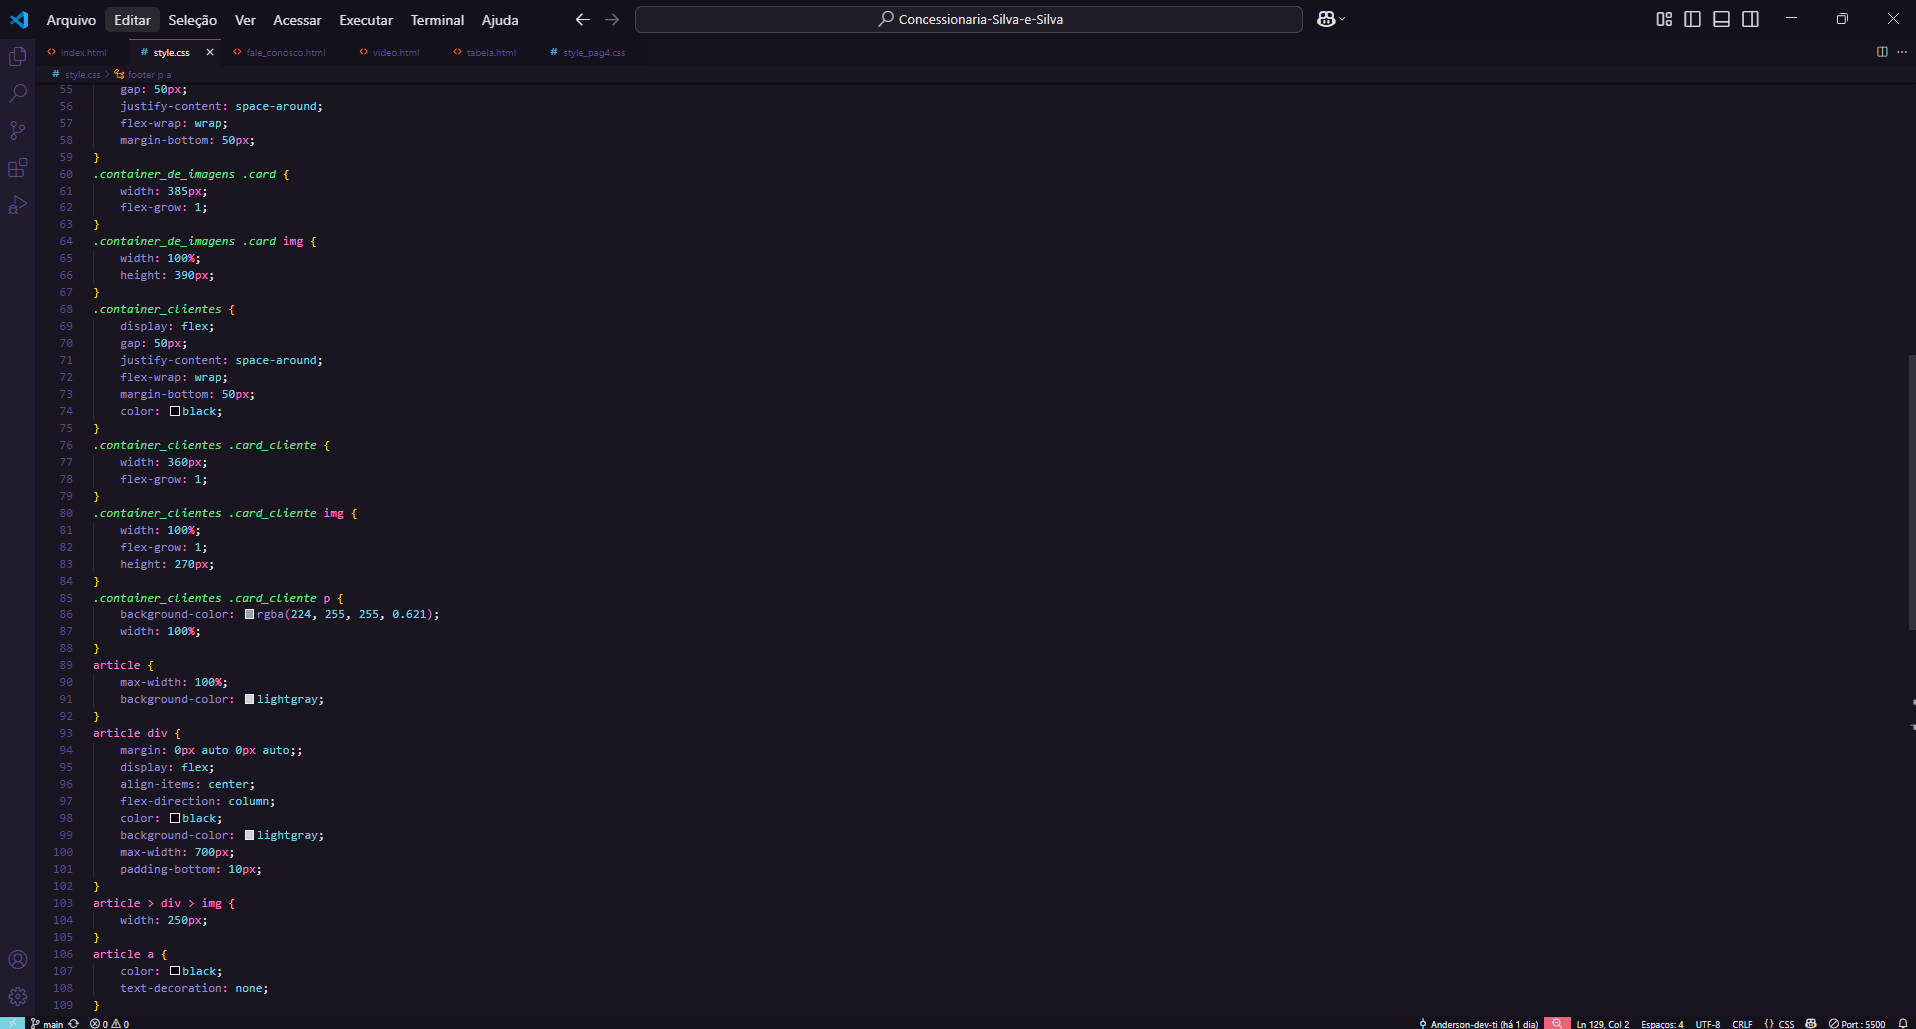 Arquivo Editar Seleção Ver Acessar Executar Terminal Ajuda Concessionaria-Silva-e-Silva
index.html # style.css fale_conosco.html video.html tabela.html # style_pag4.css
# style.css > footer p a
55 gap: 50px;
56 justify-content: space-around;
57 flex-wrap: wrap;
58 margin-bottom: 50px;
59 }
60 .container_de_imagens .card {
61 width: 385px;
62 flex-grow: 1;
63 }
64 .container_de_imagens .card img {
65 width: 100%;
66 height: 390px;
67 }
68 .container_clientes {
69 display: flex;
70 gap: 50px;
71 justify-content: space-around;
72 flex-wrap: wrap;
73 margin-bottom: 50px;
74 color: black;
75 }
76 .container_clientes .card_cliente {
77 width: 360px;
78 flex-grow: 1;
79 }
80 .container_clientes .card_cliente img {
81 width: 100%;
82 flex-grow: 1;
83 height: 270px;
84 }
85 .container_clientes .card_cliente p {
86 background-color: rgba(224, 255, 255, 0.621);
87 width: 100%;
88 }
89 article {
90 max-width: 100%;
91 background-color: lightgray;
92 }
93 article div {
94 margin: 0px auto 0px auto;;
95 display: flex;
96 align-items: center;
97 flex-direction: column;
98 color: black;
99 background-color: lightgray;
100 max-width: 700px;
101 padding-bottom: 10px;
102 }
103 article > div > img {
104 width: 250px;
105 }
106 article a {
107 color: black;
108 text-decoration: none;
109 }
main 0 0 Anderson-dev-ti (há 1 dia) Ln 129, Col 2 Espaços: 4 UTF-8 CRLF {} CSS Port : 5500